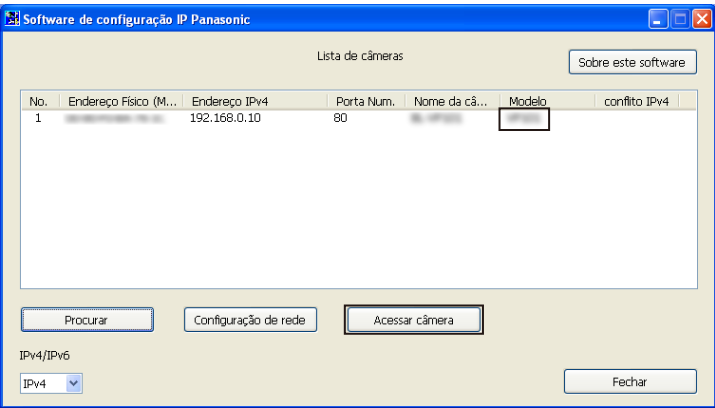 Software de configuração IP Panasonic
Lista de câmeras
Sobre este software
No. Endereço Físico (M... Endereço IPv4 Porta Num. Nome da câ... Modelo conflito IPv4
1 192.168.0.10 80
Procurar Configuração de rede Acessar câmera
IPv4/IPv6
IPv4 Fechar